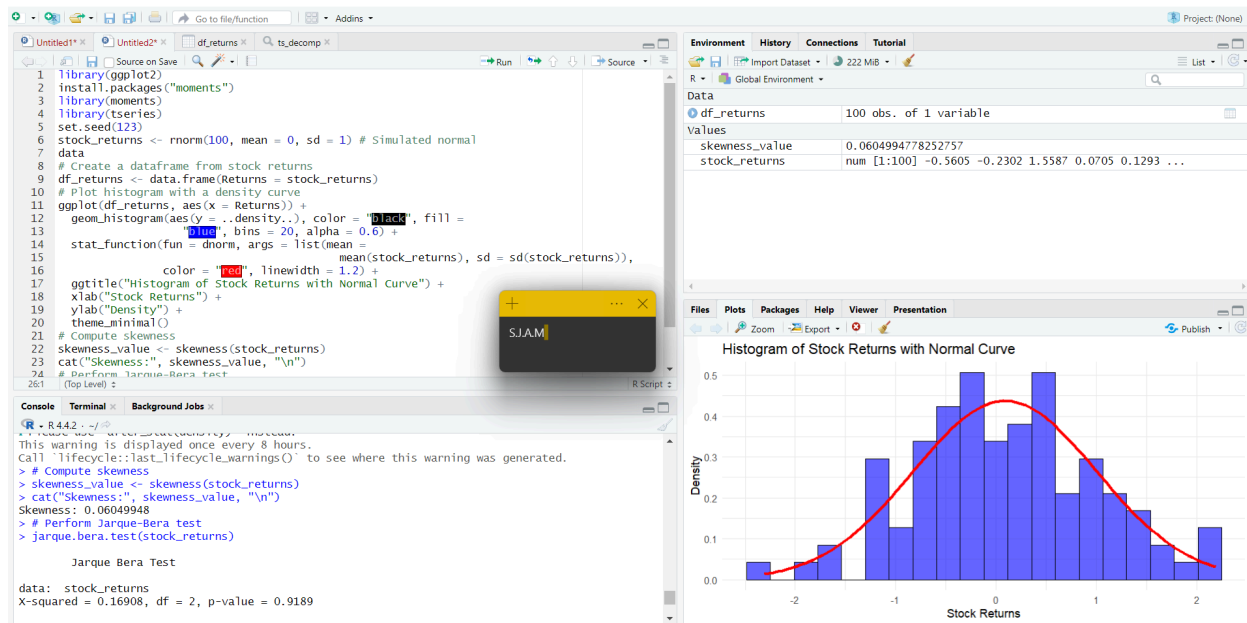 Go to file/function
Addins
Project: (None)
Untitled1*
Untitled2*
df_returns
ts_decomp
Source on Save
Run
Source
1 library(ggplot2)
2 install.packages("moments")
3 library(moments)
4 library(tseries)
5 set.seed(123)
6 stock_returns <- rnorm(100, mean = 0, sd = 1) # Simulated normal
7 data
8 # Create a dataframe from stock returns
9 df_returns <- data.frame(Returns = stock_returns)
10 # Plot histogram with a density curve
11 ggplot(df_returns, aes(x = Returns)) +
12 geom_histogram(aes(y = ..density..), color = "black", fill =
13 "blue", bins = 20, alpha = 0.6) +
14 stat_function(fun = dnorm, args = list(mean =
15 mean(stock_returns), sd = sd(stock_returns)),
16 color = "red", linewidth = 1.2) +
17 ggtitle("Histogram of Stock Returns with Normal Curve") +
18 xlab("Stock Returns") +
19 ylab("Density") +
20 theme_minimal()
21 # Compute skewness
22 skewness_value <- skewness(stock_returns)
23 cat("Skewness:", skewness_value, "\n")
24 # Perform Jarque-Bera test
26:1
(Top Level)
R Script
S.J.A.M
Console
Terminal
Background Jobs
R 4.4.2 · ~/
This warning is displayed once every 8 hours.
Call `lifecycle::last_lifecycle_warnings()` to see where this warning was generated.
> # Compute skewness
> skewness_value <- skewness(stock_returns)
> cat("Skewness:", skewness_value, "\n")
Skewness: 0.06049948
> # Perform Jarque-Bera test
> jarque.bera.test(stock_returns)
Jarque Bera Test
data: stock_returns
X-squared = 0.16908, df = 2, p-value = 0.9189
Environment
History
Connections
Tutorial
Import Dataset
222 MiB
List
R
Global Environment
Data
df_returns 100 obs. of 1 variable
Values
skewness_value 0.0604994778252757
stock_returns num [1:100] -0.5605 -0.2302 1.5587 0.0705 0.1293 ...
Files
Plots
Packages
Help
Viewer
Presentation
Zoom
Export
Publish
Histogram of Stock Returns with Normal Curve
0.5
0.4
0.3
0.2
0.1
0.0
Density
-2
-1
0
1
2
Stock Returns